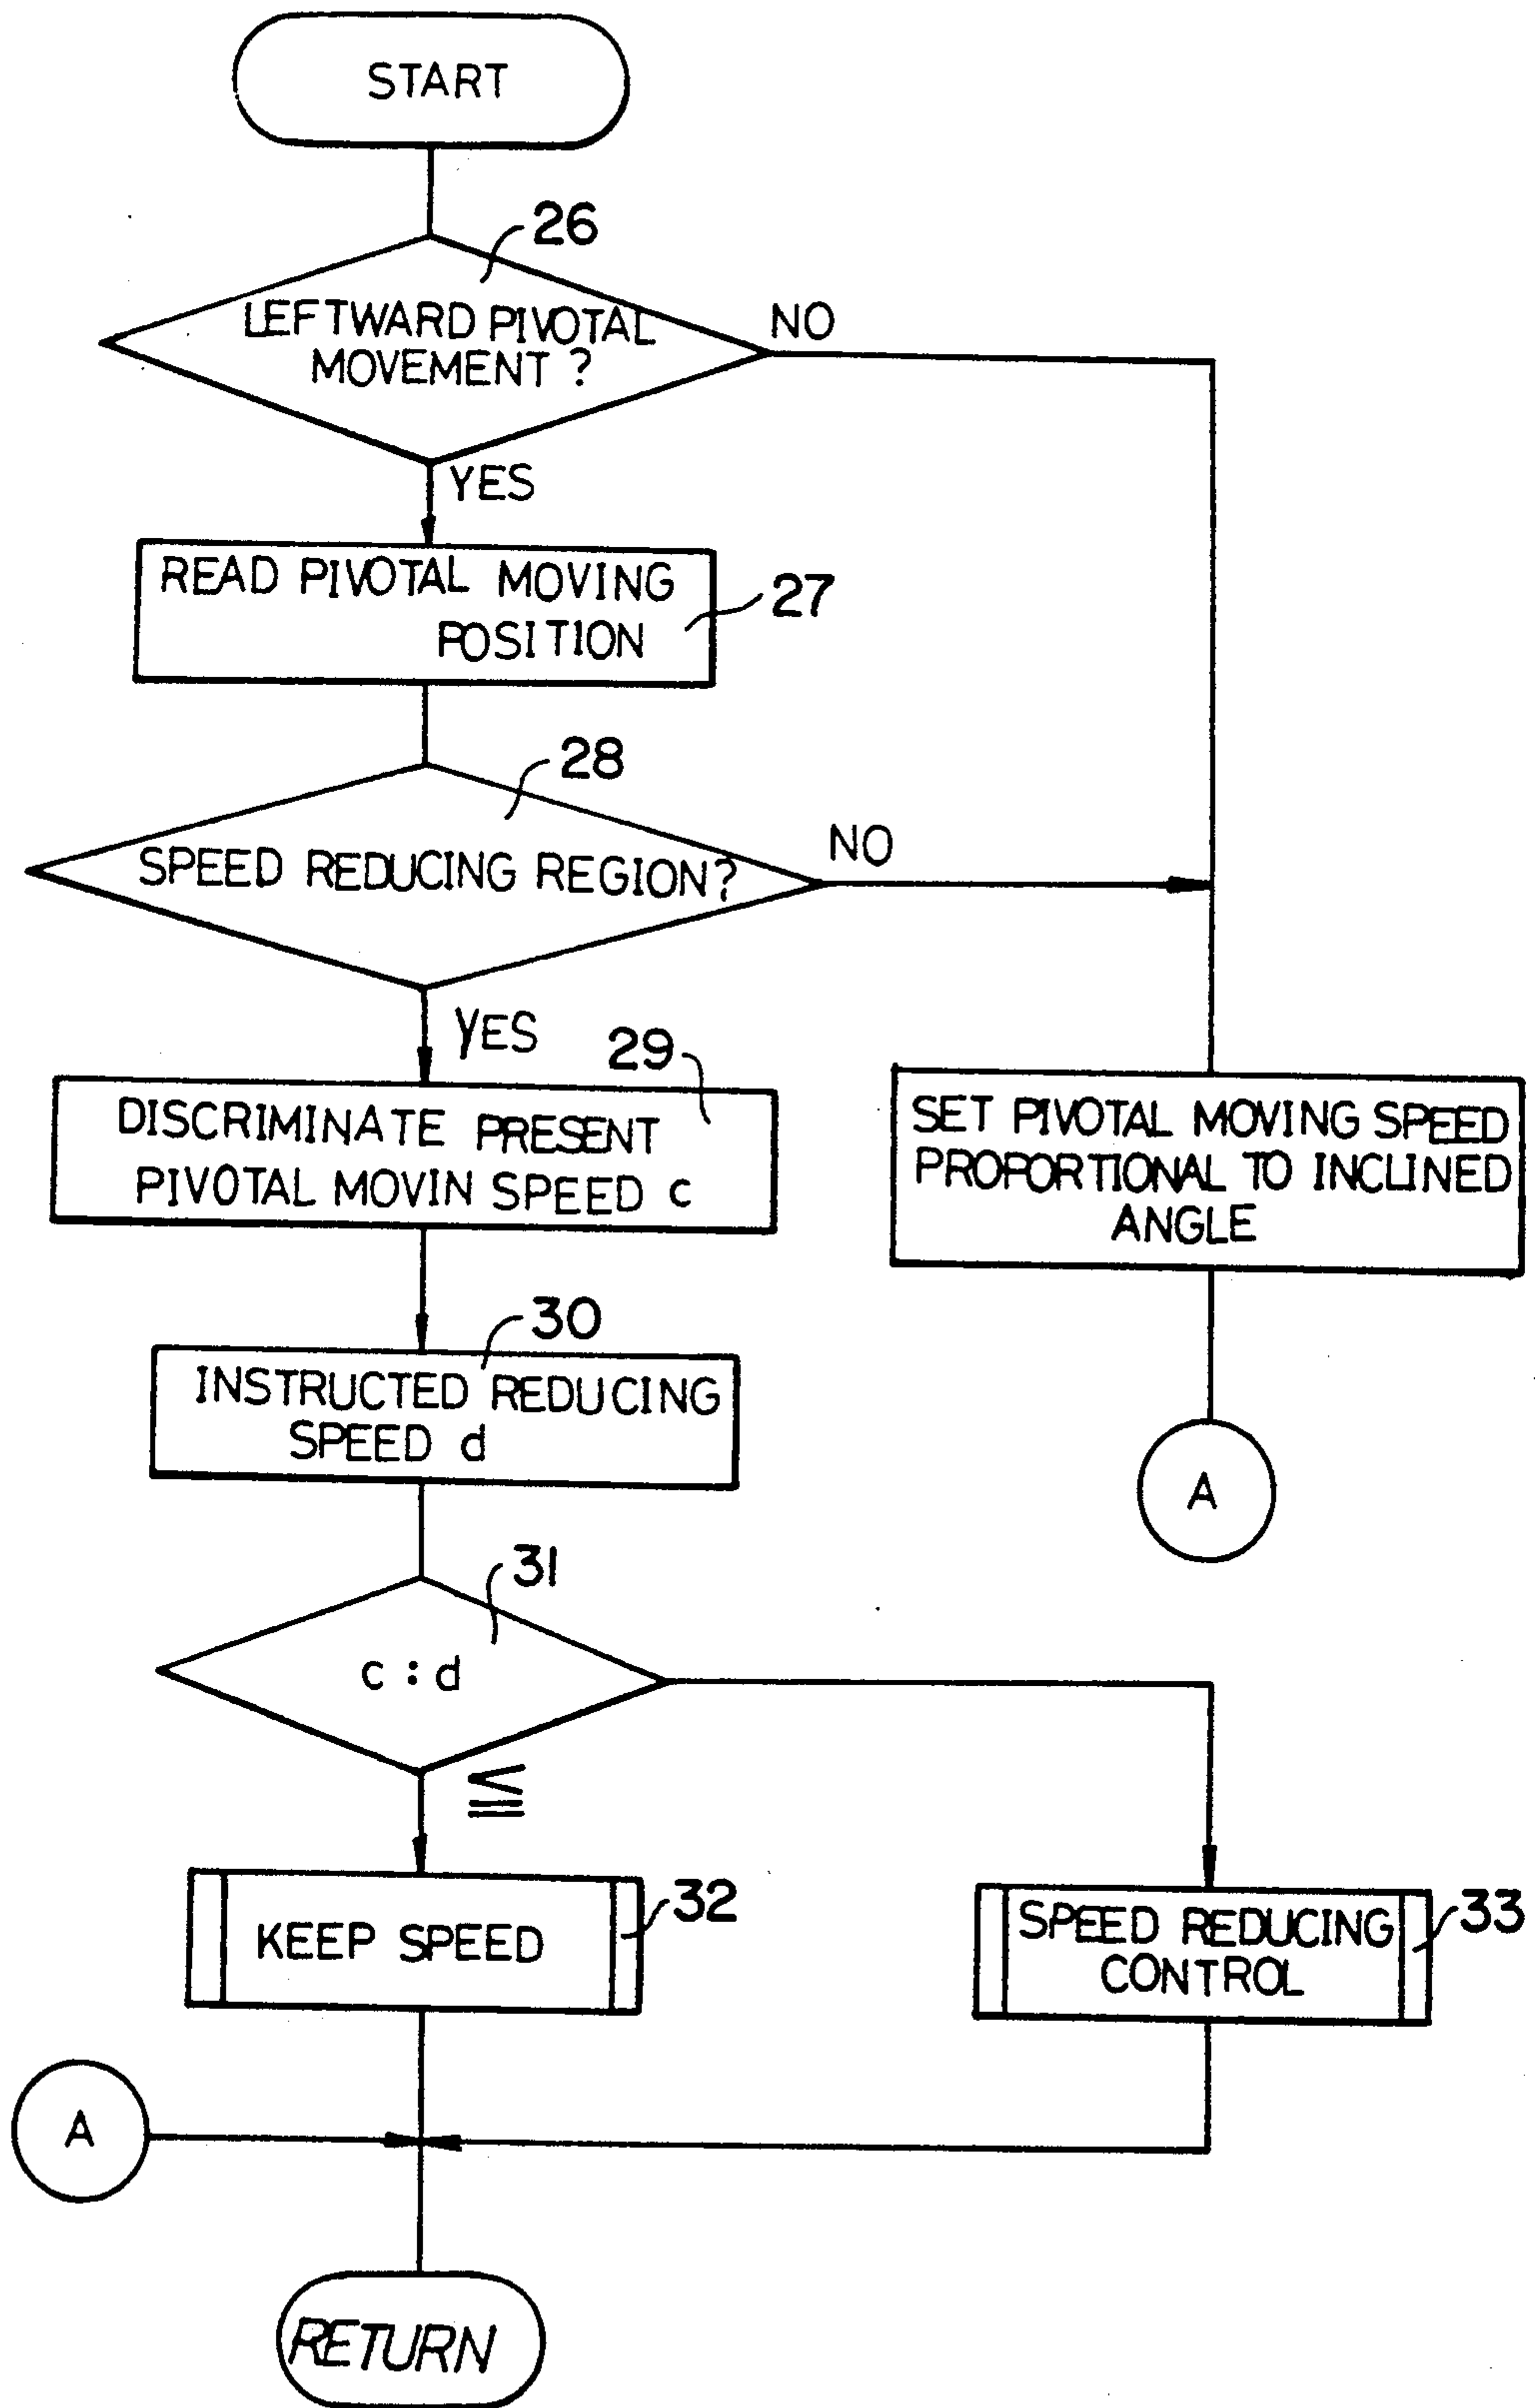 START
26
LEFTWARD PIVOTAL
MOVEMENT ?
NO
YES
READ PIVOTAL MOVING
POSITION
27
28
SPEED REDUCING REGION?
NO
YES
29
DISCRIMINATE PRESENT
PIVOTAL MOVIN SPEED c
SET PIVOTAL MOVING SPEED
PROPORTIONAL TO INCLINED
ANGLE
30
INSTRUCTED REDUCING
SPEED d
A
31
c : d
≦
KEEP SPEED
32
SPEED REDUCING
CONTROL
33
A
RETURN